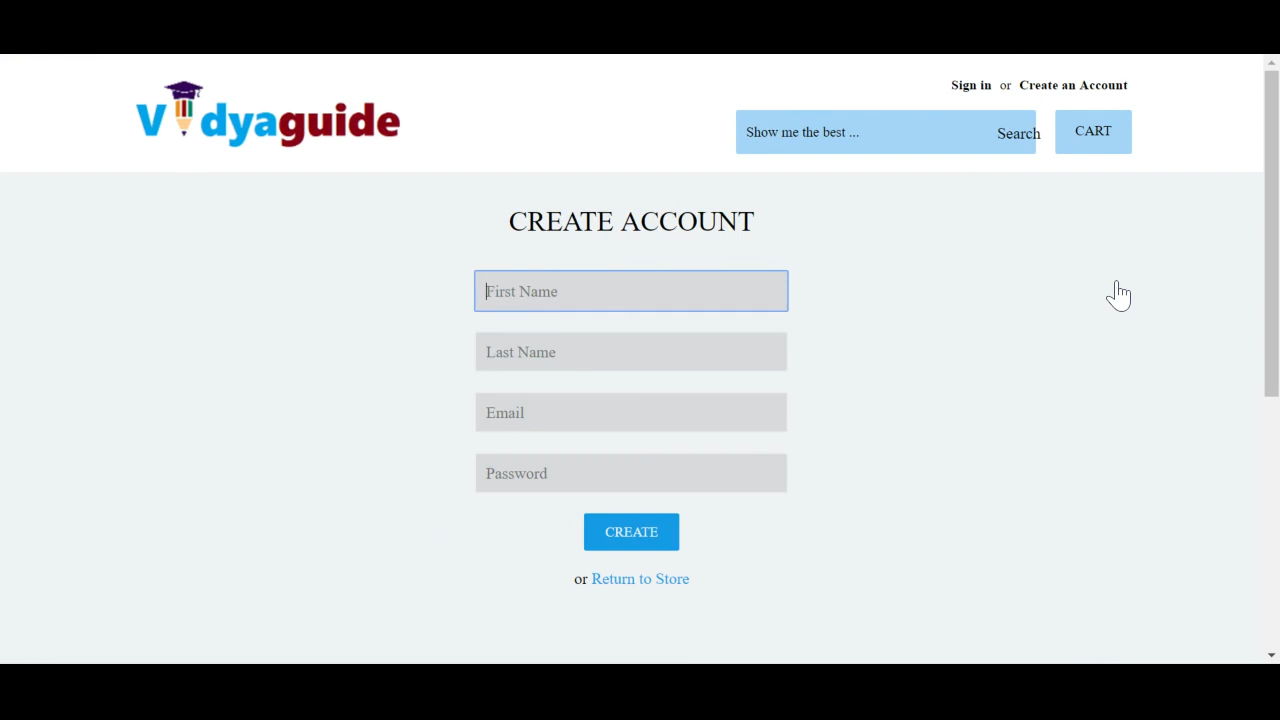 Vidyaguide
Sign in or Create an Account
Show me the best ... Search CART
CREATE ACCOUNT
First Name
Last Name
Email
Password
CREATE
or Return to Store